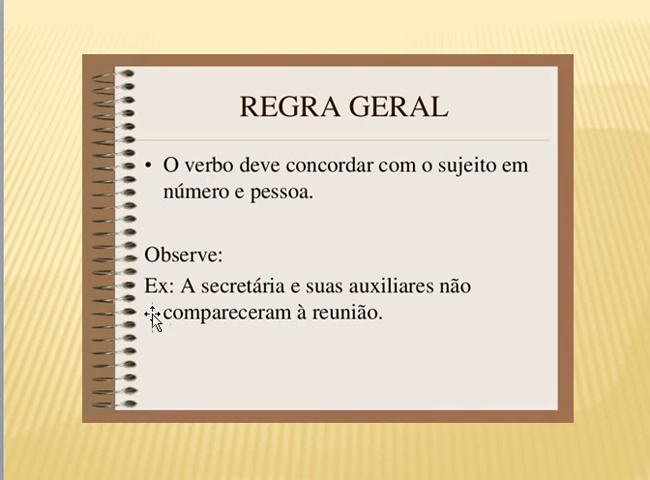 REGRA GERAL
• O verbo deve concordar com o sujeito em
número e pessoa.
Observe:
Ex: A secretária e suas auxiliares não
compareceram à reunião.